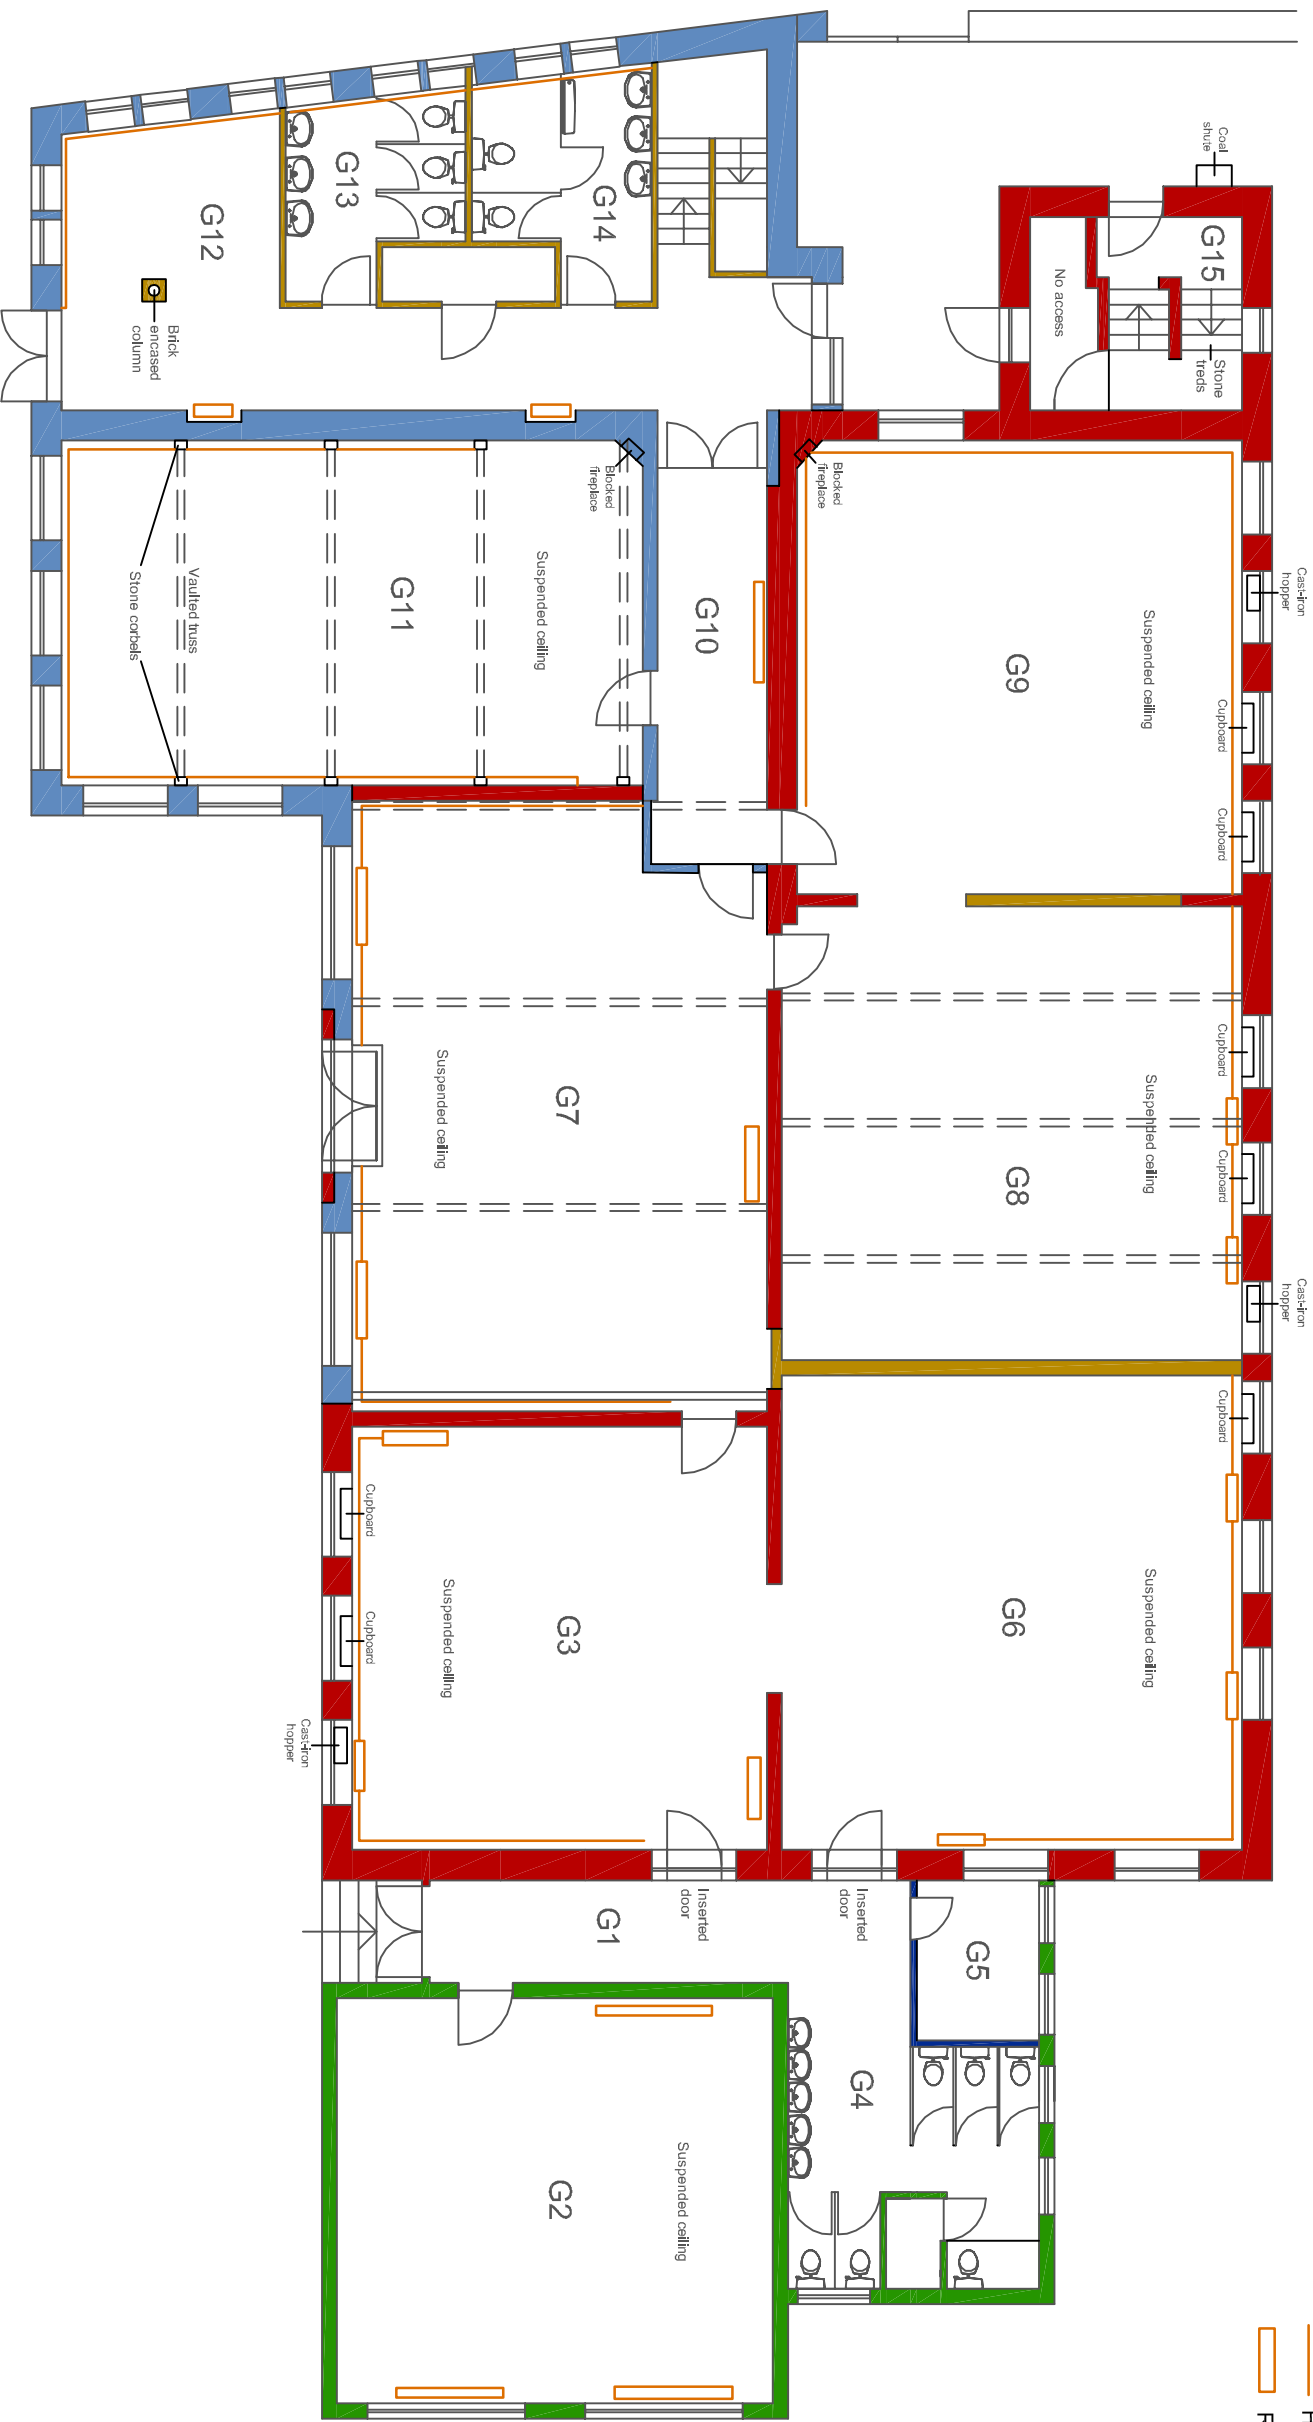 Coal
shute
G15
No access
Stone
treds
G14
G13
G12
Brick
encased
column
Blocked
fireplace
Blocked
fireplace
Cast-iron
hopper
Suspended ceiling
G9
Cupboard
Cupboard
G10
Suspended ceiling
G11
Vaulted truss
Stone corbels
Cupboard
Suspended ceiling
Cupboard
G8
Cast-iron
hopper
G7
Suspended ceiling
Cupboard
Suspended ceiling
G6
G3
Suspended ceiling
Cupboard
Cupboard
Cast-iron
hopper
Inserted
door
Inserted
door
G1
G5
G4
G2
Suspended ceiling